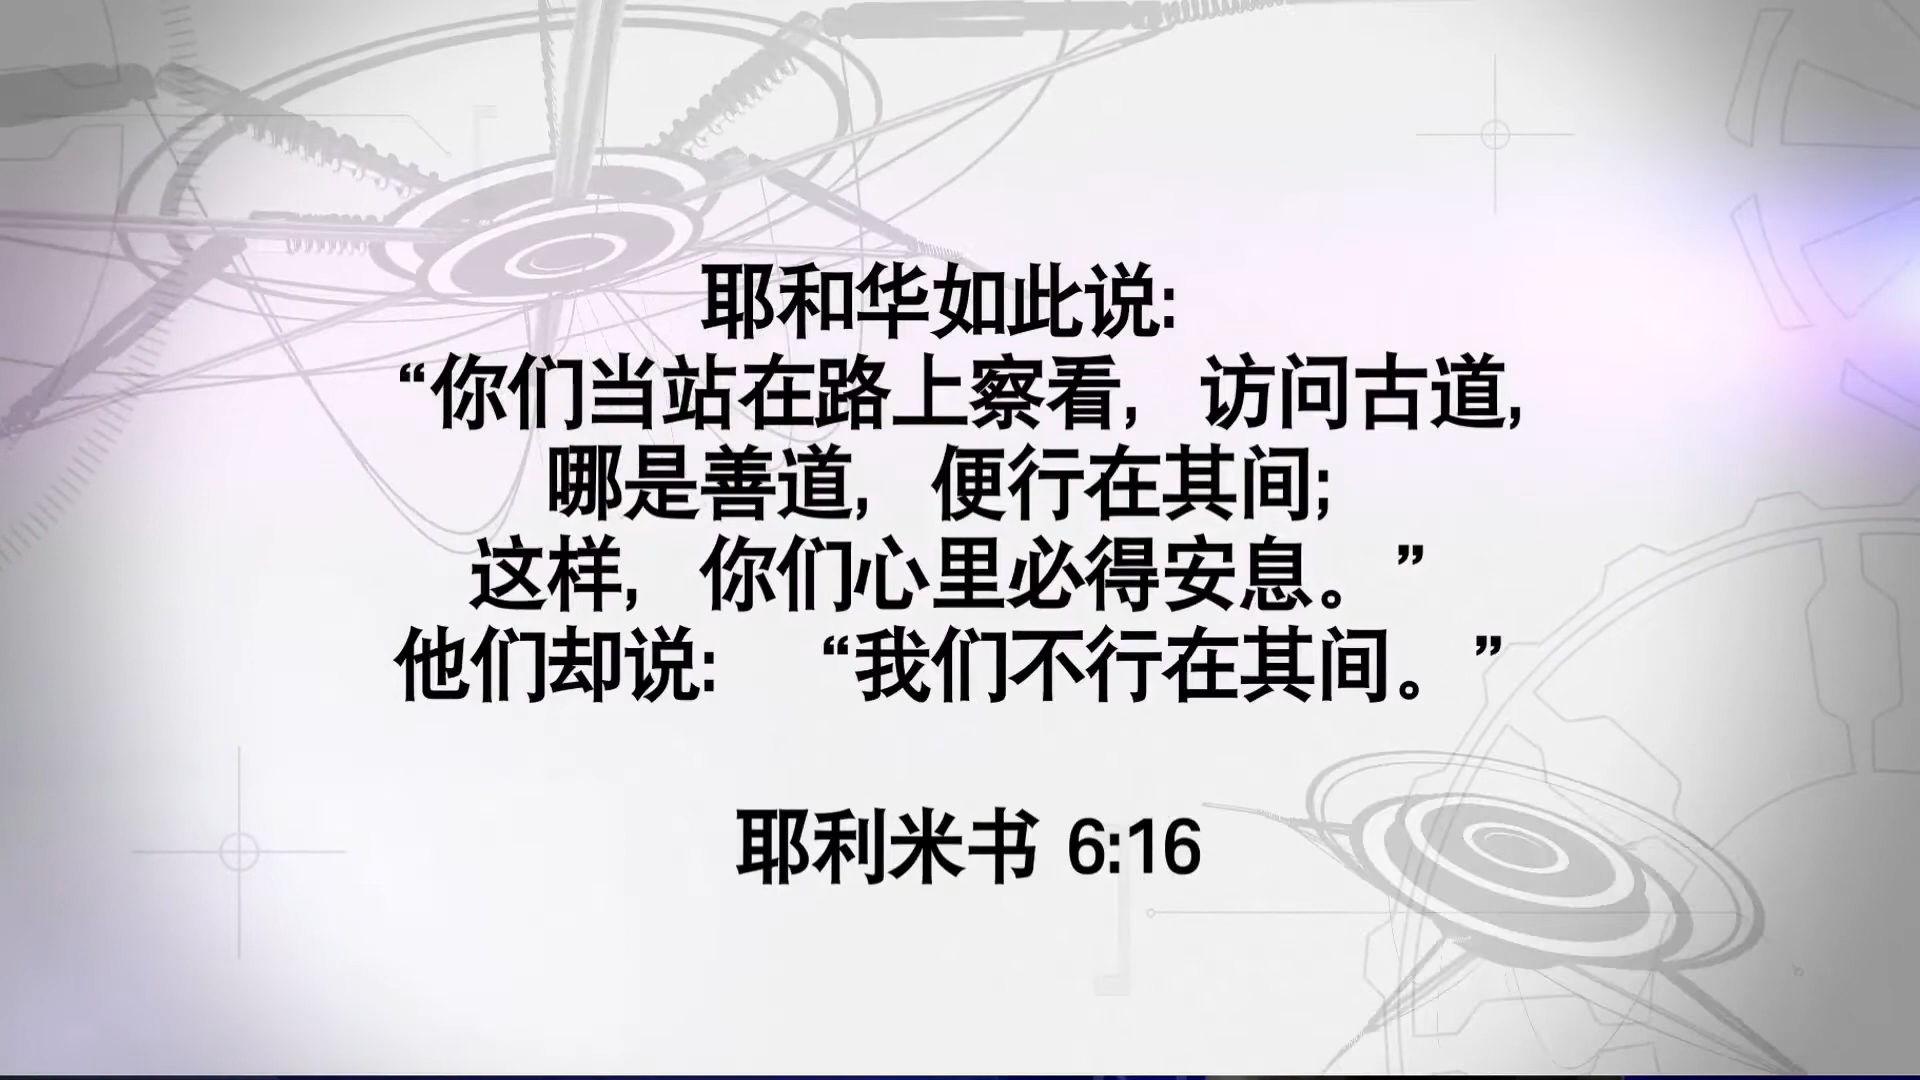 耶和华如此说:
“你们当站在路上察看, 访问古道,
哪是善道, 便行在其间;
这样, 你们心里必得安息。”
他们却说: “我们不行在其间。”
耶利米书 6:16